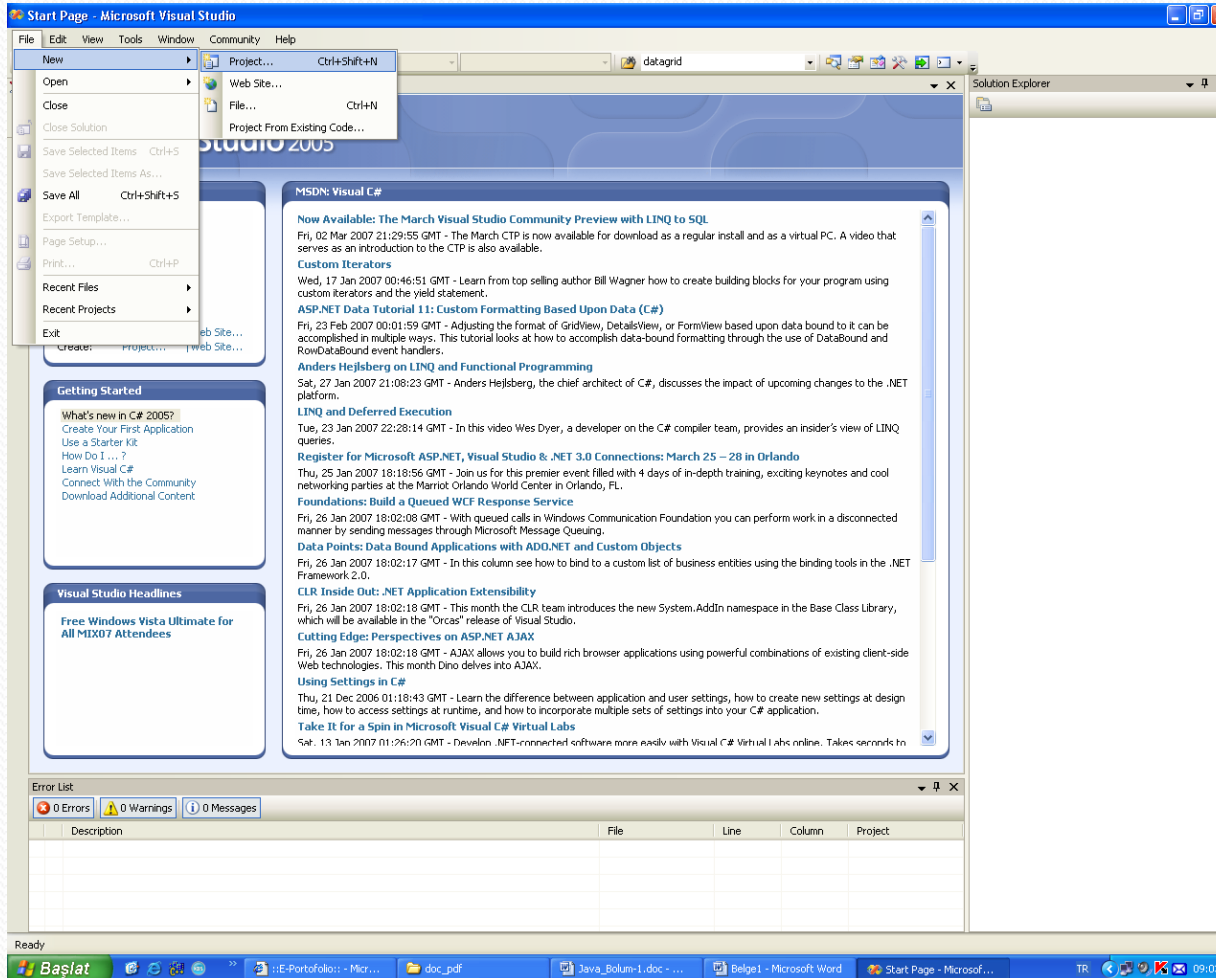 Start Page - Microsoft Visual Studio
File Edit View Tools Window Community Help
New
Project... Ctrl+Shift+N
datagrid
Open
Web Site...
Close
File... Ctrl+N
Close Solution
Project From Existing Code...
Save Selected Items Ctrl+S
Save Selected Items As...
Save All Ctrl+Shift+S
Export Template...
Page Setup...
Print... Ctrl+P
Recent Files
Recent Projects
Exit
2005
Web Site...
Create: Project... Web Site...
Getting Started
What's new in C# 2005?
Create Your First Application
Use a Starter Kit
How Do I ... ?
Learn Visual C#
Connect With the Community
Download Additional Content
Visual Studio Headlines
Free Windows Vista Ultimate for
All MIX07 Attendees
MSDN: Visual C#
Now Available: The March Visual Studio Community Preview with LINQ to SQL
Fri, 02 Mar 2007 21:29:55 GMT - The March CTP is now available for download as a regular install and as a virtual PC. A video that
serves as an introduction to the CTP is also available.
Custom Iterators
Wed, 17 Jan 2007 00:46:51 GMT - Learn from top selling author Bill Wagner how to create building blocks for your program using
custom iterators and the yield statement.
ASP.NET Data Tutorial 11: Custom Formatting Based Upon Data (C#)
Fri, 23 Feb 2007 00:01:59 GMT - Adjusting the format of GridView, DetailsView, or FormView based upon data bound to it can be
accomplished in multiple ways. This tutorial looks at how to accomplish data-bound formatting through the use of DataBound and
RowDataBound event handlers.
Anders Hejlsberg on LINQ and Functional Programming
Sat, 27 Jan 2007 21:08:23 GMT - Anders Hejlsberg, the chief architect of C#, discusses the impact of upcoming changes to the .NET
platform.
LINQ and Deferred Execution
Tue, 23 Jan 2007 22:28:14 GMT - In this video Wes Dyer, a developer on the C# compiler team, provides an insider's view of LINQ
queries.
Register for Microsoft ASP.NET, Visual Studio & .NET 3.0 Connections: March 25 – 28 in Orlando
Thu, 25 Jan 2007 18:18:56 GMT - Join us for this premier event filled with 4 days of in-depth training, exciting keynotes and cool
networking parties at the Marriot Orlando World Center in Orlando, FL.
Foundations: Build a Queued WCF Response Service
Fri, 26 Jan 2007 18:02:08 GMT - With queued calls in Windows Communication Foundation you can perform work in a disconnected
manner by sending messages through Microsoft Message Queuing.
Data Points: Data Bound Applications with ADO.NET and Custom Objects
Fri, 26 Jan 2007 18:02:17 GMT - In this column see how to bind to a custom list of business entities using the binding tools in the .NET
Framework 2.0.
CLR Inside Out: .NET Application Extensibility
Fri, 26 Jan 2007 18:02:18 GMT - This month the CLR team introduces the new System.AddIn namespace in the Base Class Library,
which will be available in the "Orcas" release of Visual Studio.
Cutting Edge: Perspectives on ASP.NET AJAX
Fri, 26 Jan 2007 18:02:18 GMT - AJAX allows you to build rich browser applications using powerful combinations of existing client-side
Web technologies. This month Dino delves into AJAX.
Using Settings in C#
Thu, 21 Dec 2006 01:18:43 GMT - Learn the difference between application and user settings, how to create new settings at design
time, how to access settings at runtime, and how to incorporate multiple sets of settings into your C# application.
Take It for a Spin in Microsoft Visual C# Virtual Labs
Sat, 13 Jan 2007 01:26:20 GMT - Develop .NET-connected software more easily with Visual C# Virtual Labs online. Takes seconds to
Solution Explorer
Error List
0 Errors 0 Warnings 0 Messages
Description File Line Column Project
Ready
Başlat ::E-Portofolio:: - Micr... doc_pdf Java_Bolum-1.doc - ... Belge1 - Microsoft Word Start Page - Microsof... TR